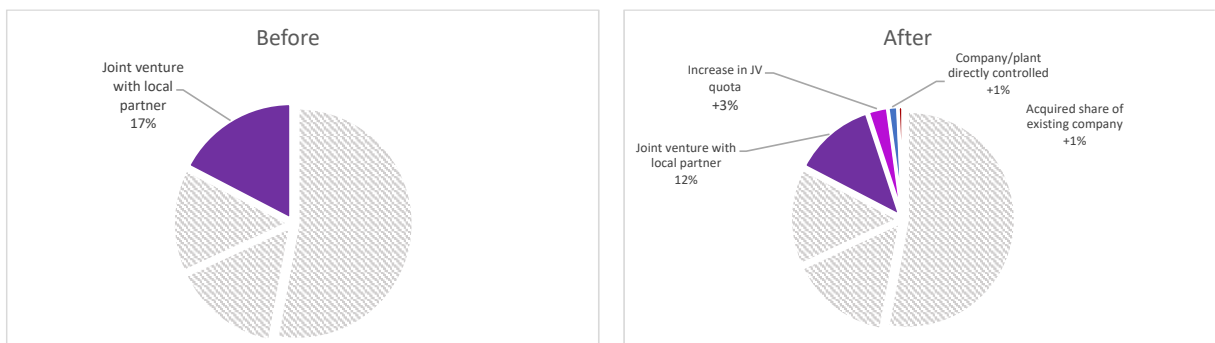 Before
Joint venture
with local
partner
17%
After
Increase in JV
quota
+3%
Company/plant
directly controlled
+1%
Acquired share of
existing company
+1%
Joint venture with
local partner
12%